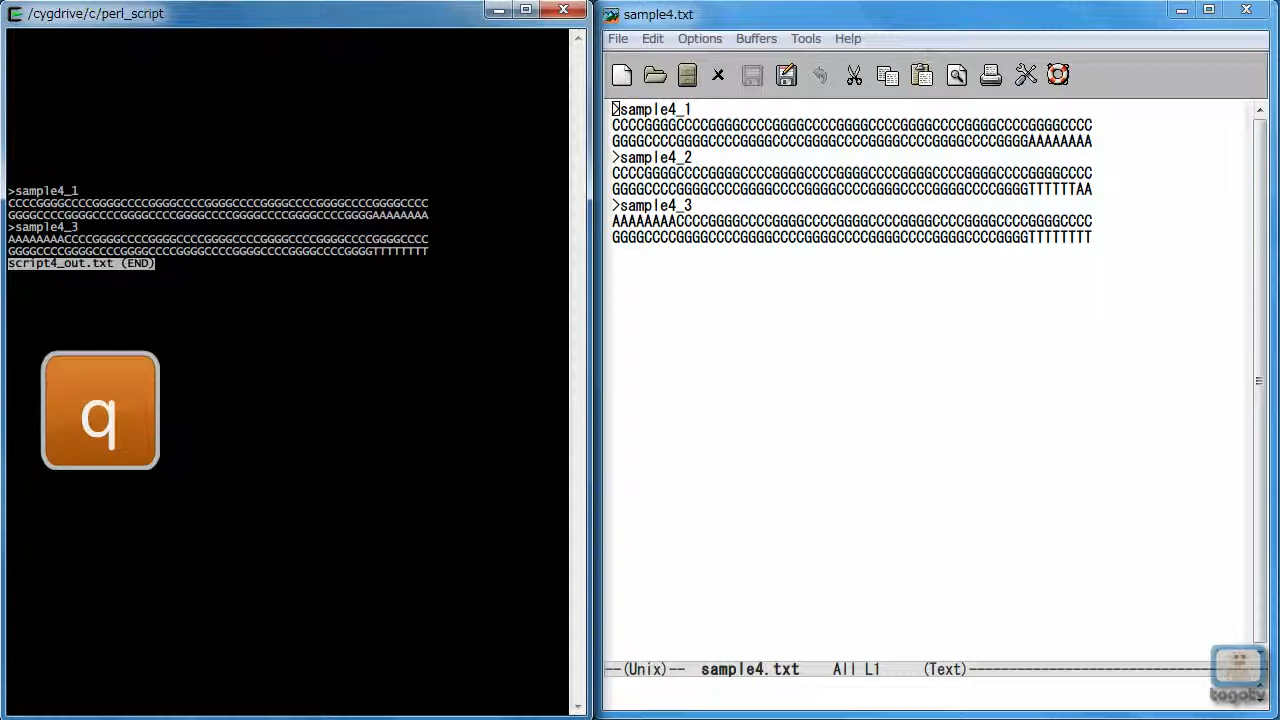 /cygdrive/c/perl_script
>sample4_1
CCCCGGGGCCCCGGGGCCCCGGGGCCCCGGGGCCCCGGGGCCCCGGGGCCCCGGGGCCCC
GGGGCCCCGGGGCCCCGGGGCCCCGGGGCCCCGGGGCCCCGGGGCCCCGGGGAAAAAAAA
>sample4_3
AAAAAAAACCCCGGGGCCCCGGGGCCCCGGGGCCCCGGGGCCCCGGGGCCCCGGGGCCCC
GGGGCCCCGGGGCCCCGGGGCCCCGGGGCCCCGGGGCCCCGGGGCCCCGGGGTTTTTTTT
script4_out.txt (END)
q
sample4.txt
File Edit Options Buffers Tools Help
>sample4_1
CCCCGGGGCCCCGGGGCCCCGGGGCCCCGGGGCCCCGGGGCCCCGGGGCCCCGGGGCCCC
GGGGCCCCGGGGCCCCGGGGCCCCGGGGCCCCGGGGCCCCGGGGCCCCGGGGAAAAAAAA
>sample4_2
CCCCGGGGCCCCGGGGCCCCGGGGCCCCGGGGCCCCGGGGCCCCGGGGCCCCGGGGCCCC
GGGGCCCCGGGGCCCCGGGGCCCCGGGGCCCCGGGGCCCCGGGGCCCCGGGGTTTTTTAA
>sample4_3
AAAAAAAACCCCGGGGCCCCGGGGCCCCGGGGCCCCGGGGCCCCGGGGCCCCGGGGCCCC
GGGGCCCCGGGGCCCCGGGGCCCCGGGGCCCCGGGGCCCCGGGGCCCCGGGGTTTTTTTT
--(Unix)-- sample4.txt All L1 (Text)
togotv